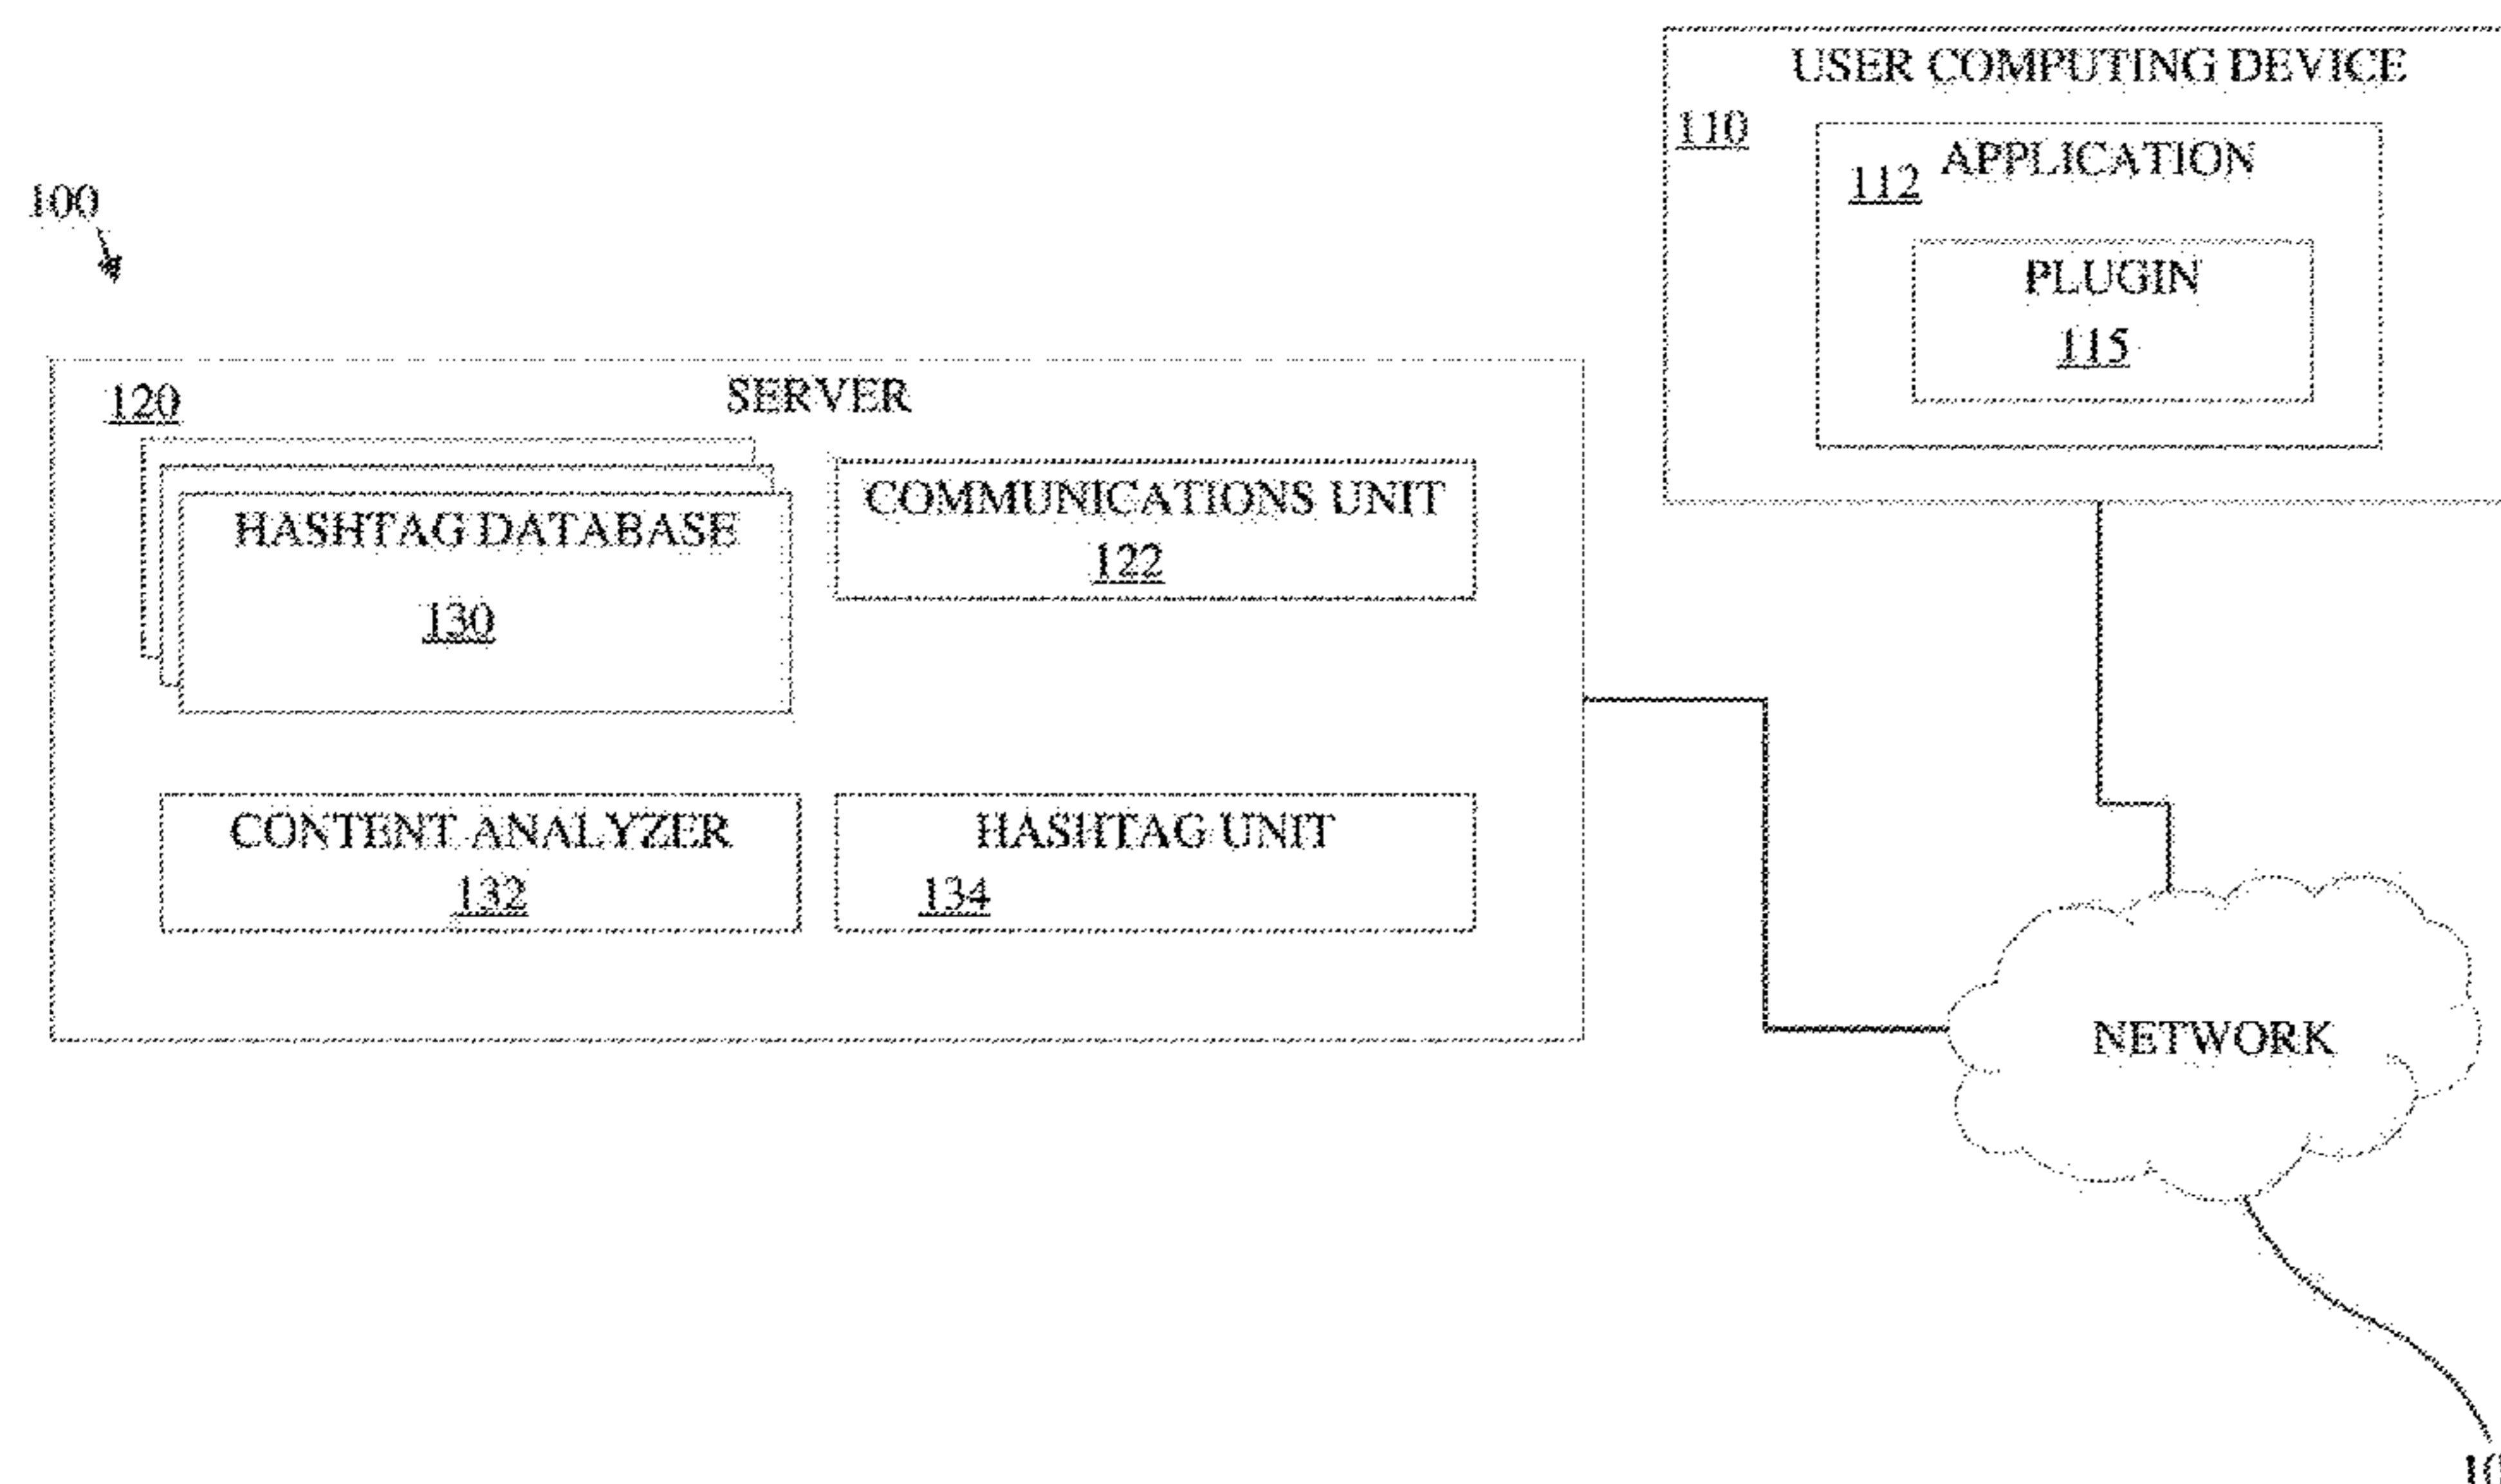 USER COMPUTING DEVICE
110
APPLICATION
112
PLUGIN
115
100
120
SERVER
HASHTAG DATABASE
130
COMMUNICATIONS UNIT
122
CONTENT ANALYZER
132
HASHTAG UNIT
134
NETWORK